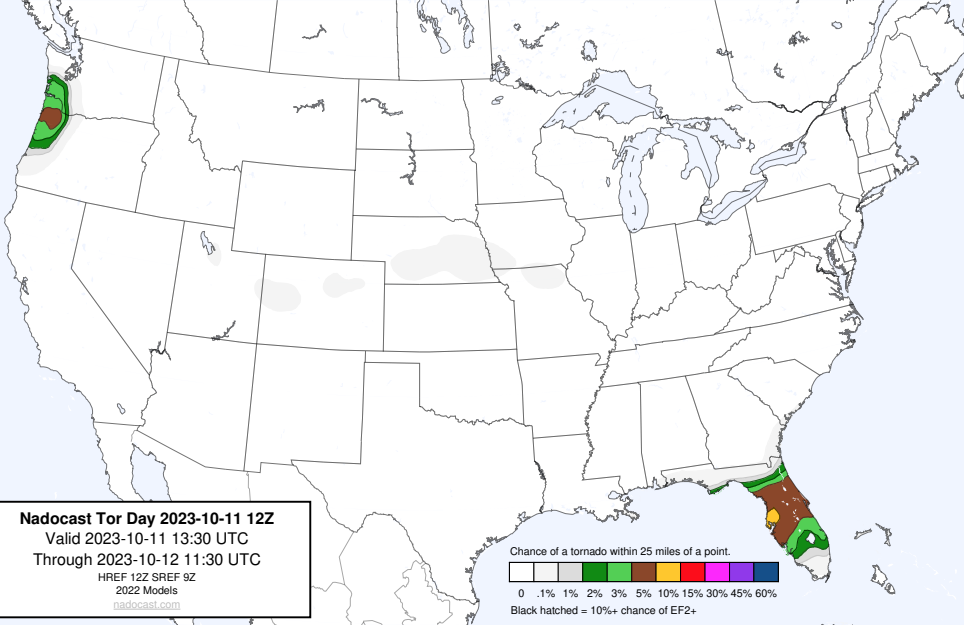 Nadocast Tor Day 2023-10-11 12Z
Valid 2023-10-11 13:30 UTC
Through 2023-10-12 11:30 UTC
HREF 12Z SREF 9Z
2022 Models
nadocast.com
Chance of a tornado within 25 miles of a point.
0 .1% 1% 2% 3% 5% 10% 15% 30% 45% 60%
Black hatched = 10%+ chance of EF2+